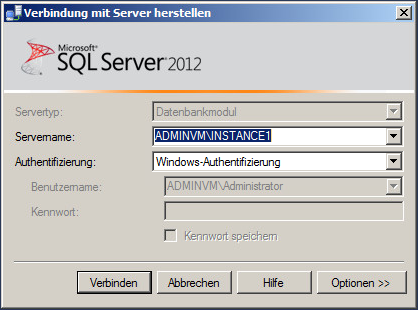 Verbindung mit Server herstellen
Microsoft®
SQL Server® 2012
Servertyp: Datenbankmodul
Servername: ADMINVM\INSTANCE1
Authentifizierung: Windows-Authentifizierung
Benutzername: ADMINVM\Administrator
Kennwort:
Kennwort speichern
Verbinden Abbrechen Hilfe Optionen >>